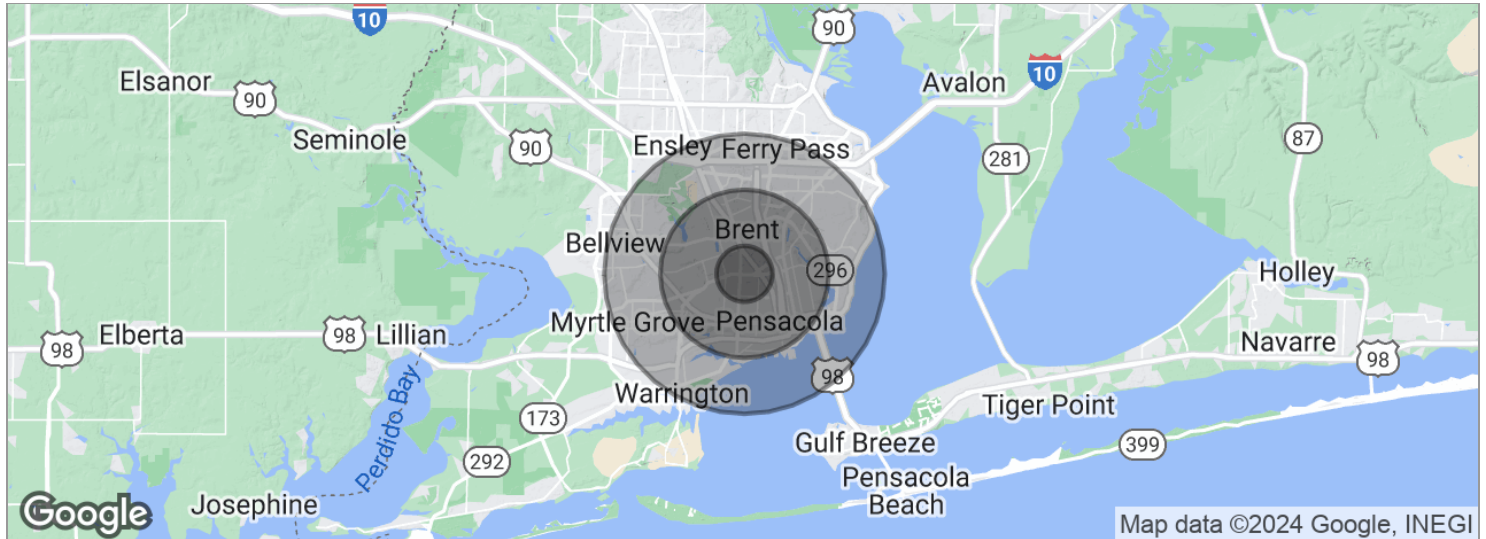 10
90
Elsanor
90
Avalon
10
Seminole
90
Ensley
Ferry Pass
281
87
Brent
Bellview
296
Holley
Myrtle Grove
Pensacola
Elberta
98
Lillian
98
Navarre
98
Perdido Bay
98
Warrington
Tiger Point
173
Gulf Breeze
399
292
Pensacola
Beach
Josephine
Google
Map data ©2024 Google, INEGI